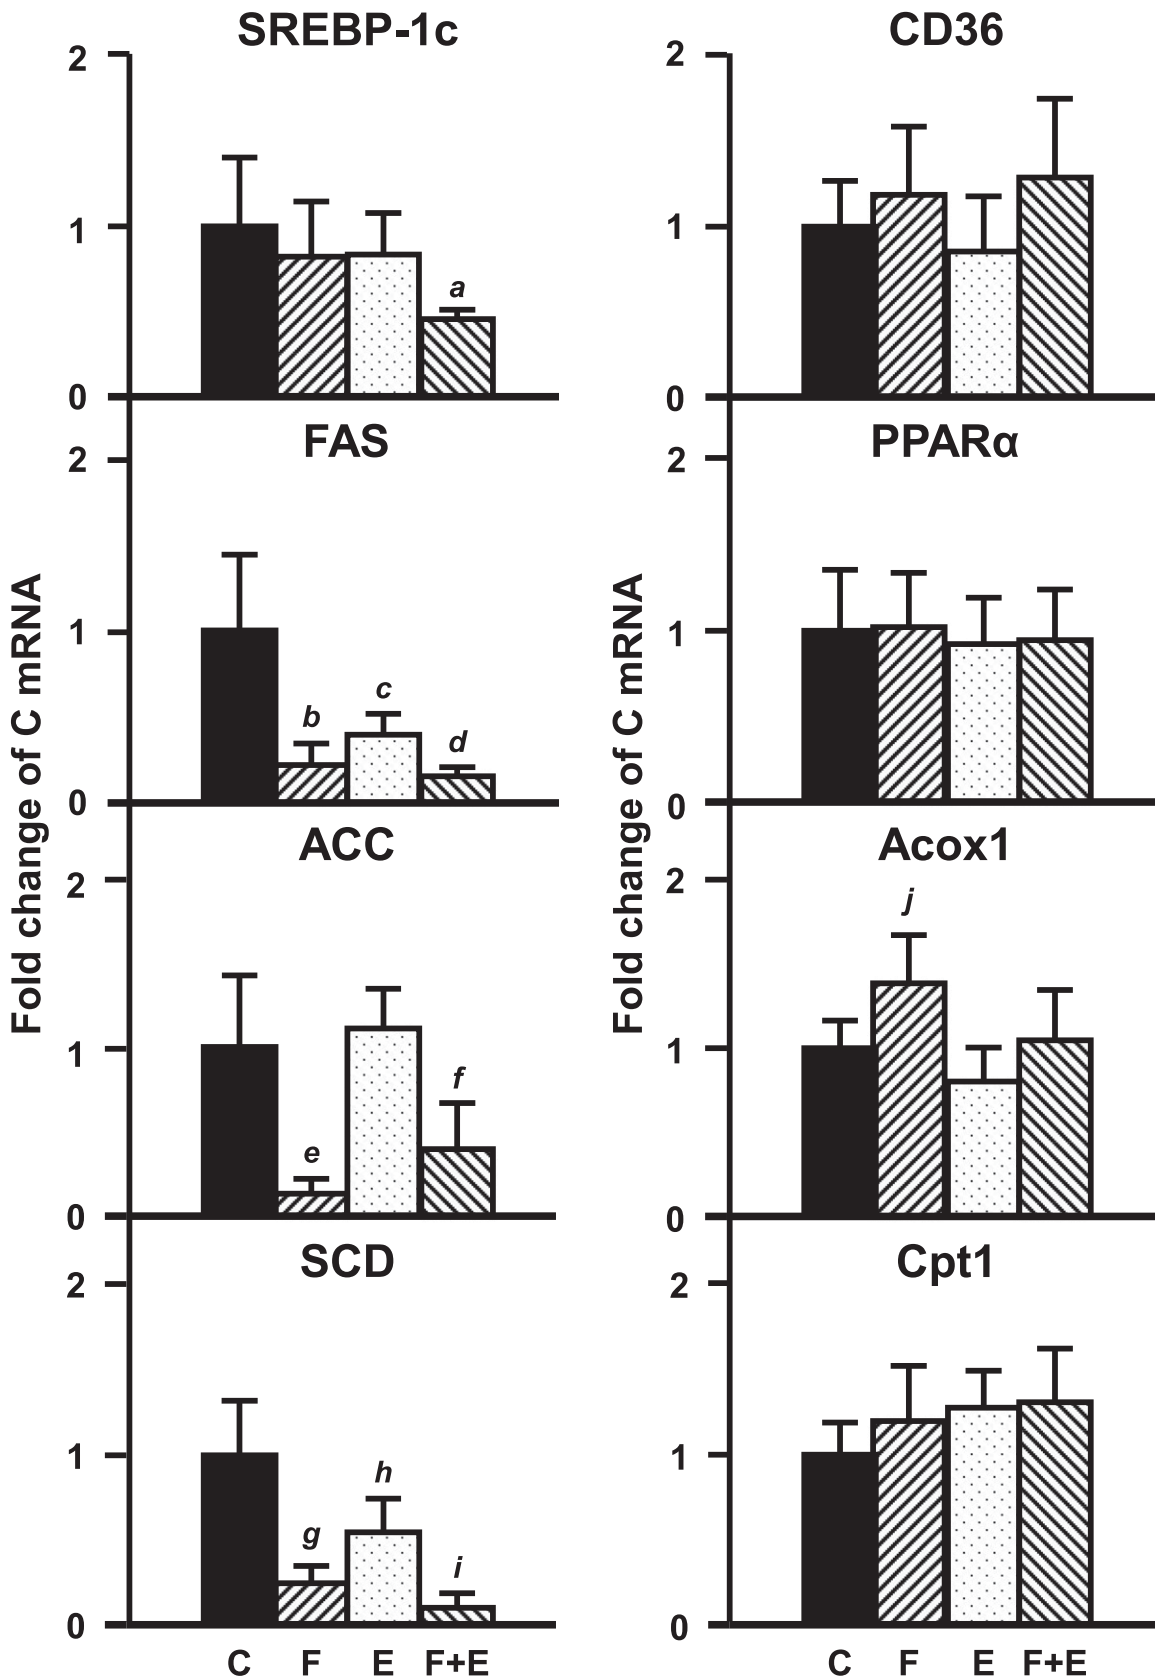 SREBP-1c
2
1
0
a
FAS
2
1
0
b
c
d
ACC
2
1
0
e
f
SCD
2
1
0
g
h
i
C F E F+E
Fold change of C mRNA
CD36
2
1
0
PPARα
2
1
0
Acox1
2
1
0
j
Cpt1
2
1
0
C F E F+E
Fold change of C mRNA